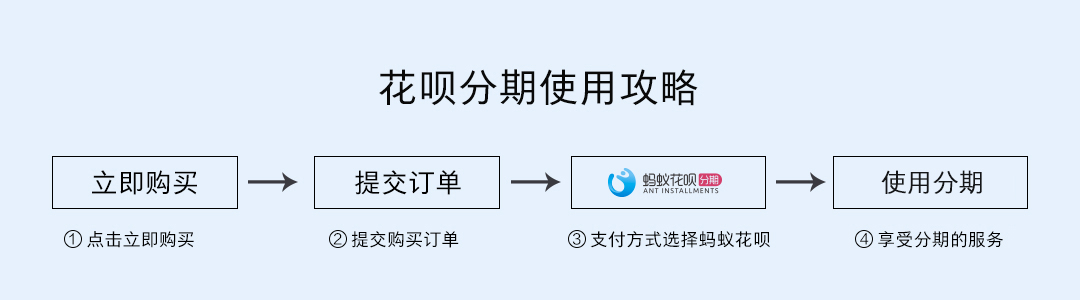 花呗分期使用攻略
立即购买
提交订单
蚂蚁花呗 分期
ANT INSTALLMENTS
使用分期
① 点击立即购买
② 提交购买订单
③ 支付方式选择蚂蚁花呗
④ 享受分期的服务